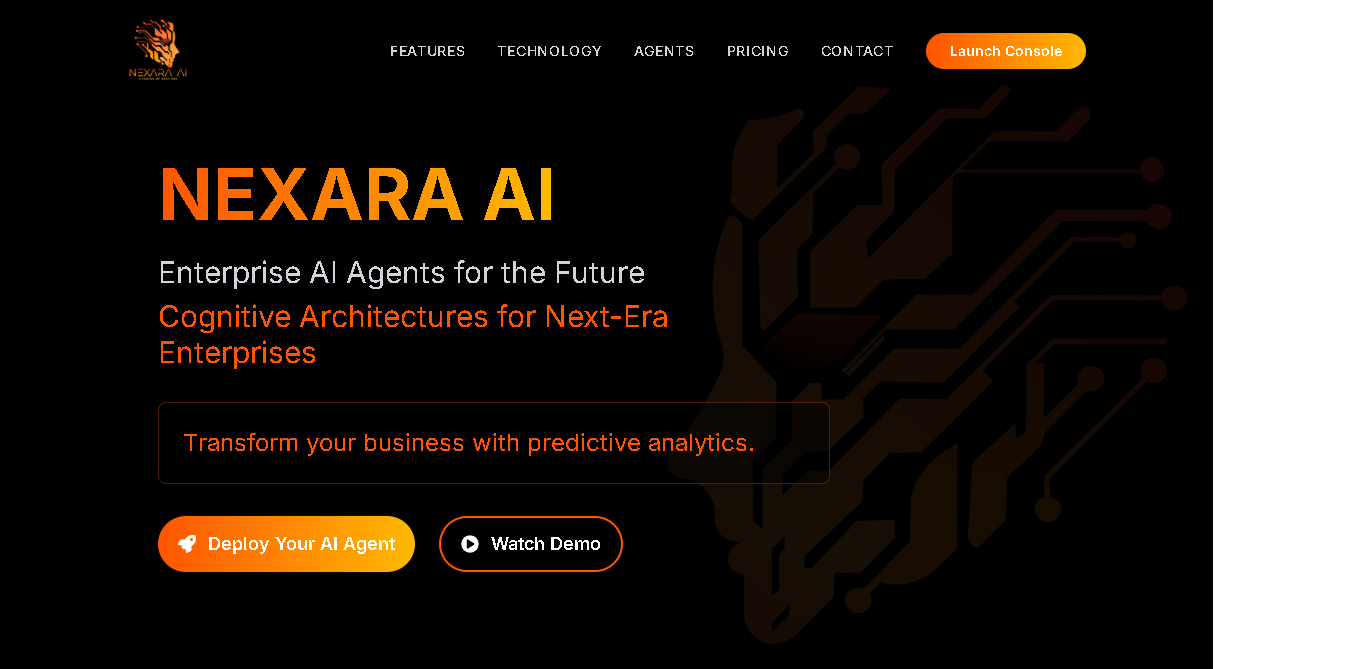 NEXARA AI
FEATURES
TECHNOLOGY
AGENTS
PRICING
CONTACT
Launch Console
NEXARA AI
Enterprise AI Agents for the Future
Cognitive Architectures for Next-Era
Enterprises
Transform your business with predictive analytics.
Deploy Your AI Agent
Watch Demo